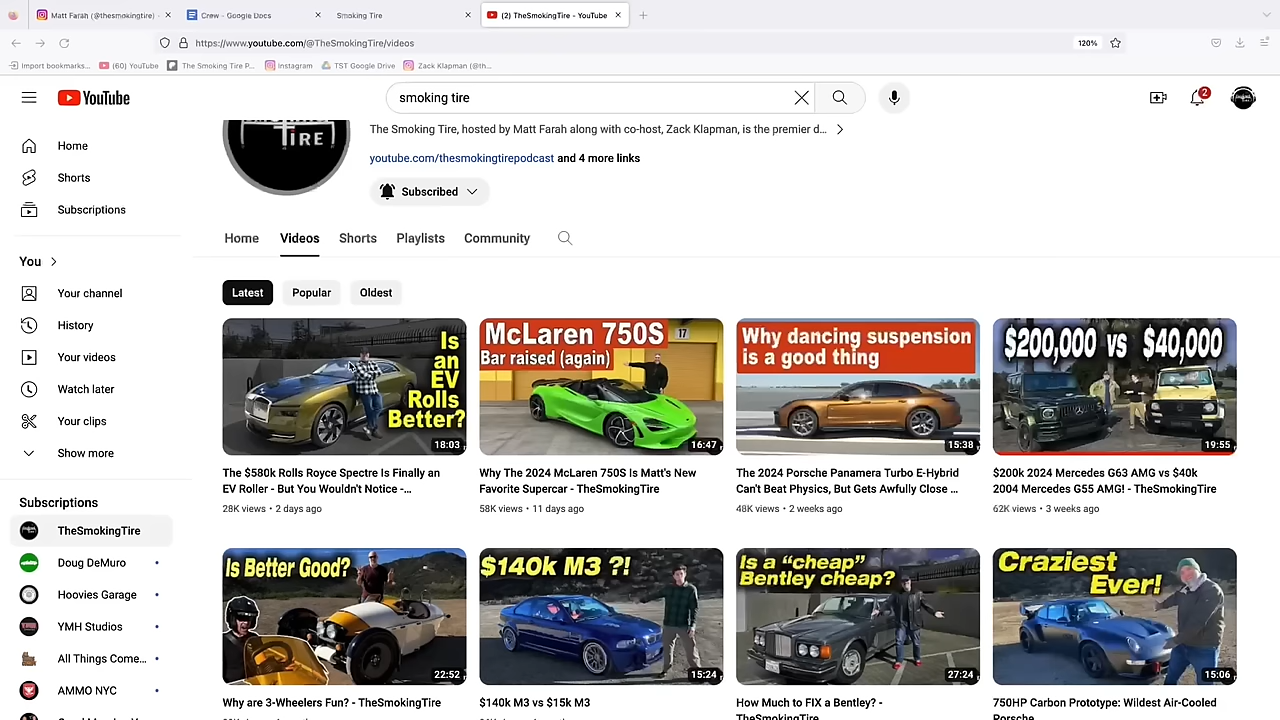 Matt Farah (@thesmokingtire)
Crew - Google Docs
Smoking Tire
(2) TheSmokingTire - YouTube
https://www.youtube.com/@TheSmokingTire/videos
120%
Import bookmarks...
(60) YouTube
The Smoking Tire P...
Instagram
TST Google Drive
Zack Klapman (@th...
YouTube
smoking tire
2
TIRE
The Smoking Tire, hosted by Matt Farah along with co-host, Zack Klapman, is the premier d...
youtube.com/thesmokingtirepodcast and 4 more links
Subscribed
Home
Shorts
Subscriptions
You
Your channel
History
Your videos
Watch later
Your clips
Show more
Subscriptions
TheSmokingTire
Doug DeMuro
Hoovies Garage
YMH Studios
All Things Come...
AMMO NYC
Home
Videos
Shorts
Playlists
Community
Latest
Popular
Oldest
Is
an
EV
Rolls
Better?
18:03
The $580k Rolls Royce Spectre Is Finally an
EV Roller - But You Wouldn't Notice -...
28K views • 2 days ago
McLaren 750S
Bar raised (again)
17
16:47
Why The 2024 McLaren 750S Is Matt's New
Favorite Supercar - TheSmokingTire
58K views • 11 days ago
Why dancing suspension
is a good thing
15:38
The 2024 Porsche Panamera Turbo E-Hybrid
Can't Beat Physics, But Gets Awfully Close ...
48K views • 2 weeks ago
$200,000 vs $40,000
19:55
$200k 2024 Mercedes G63 AMG vs $40k
2004 Mercedes G55 AMG! - TheSmokingTire
62K views • 3 weeks ago
Is Better Good?
22:52
Why are 3-Wheelers Fun? - TheSmokingTire
$140k M3 ?!
15:24
$140k M3 vs $15k M3
Is a "cheap"
Bentley cheap?
27:24
How Much to FIX a Bentley? -
TheSmokingTire
Craziest
Ever!
15:06
750HP Carbon Prototype: Wildest Air-Cooled
Porsche